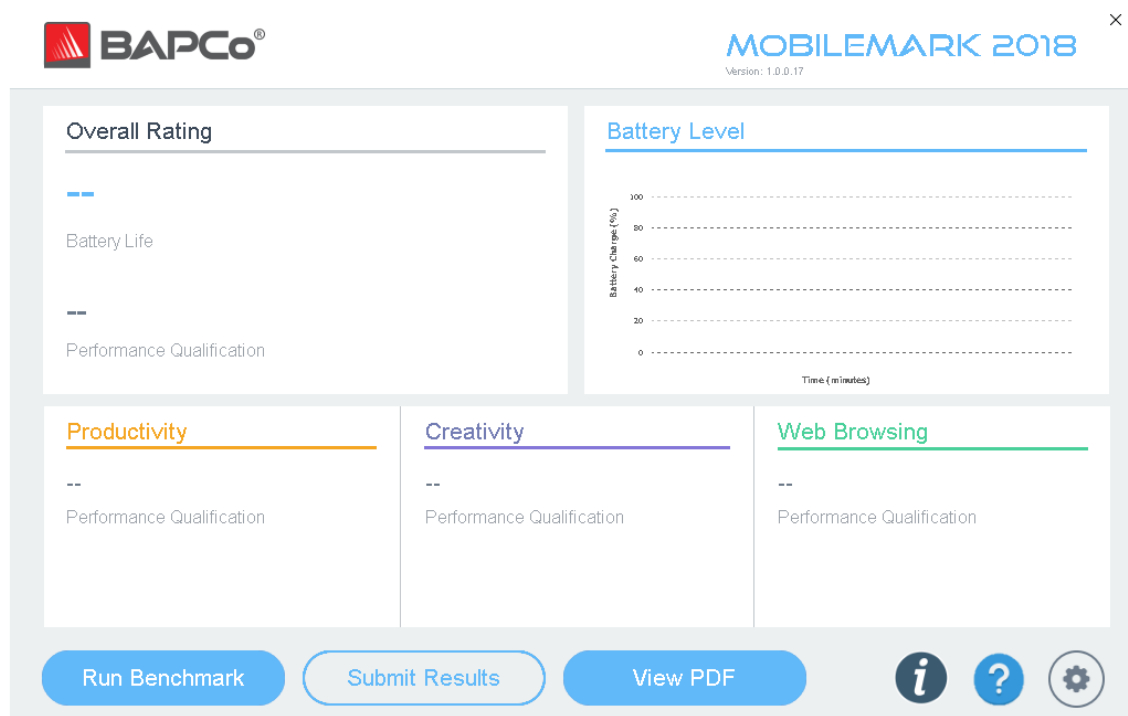 BAPCo®
MOBILEMARK 2018
Version: 1.0.0.17
Overall Rating
--
Battery Life
--
Performance Qualification
Battery Level
Battery Charge (%)
100
80
60
40
20
0
Time (minutes)
Productivity
--
Performance Qualification
Creativity
--
Performance Qualification
Web Browsing
--
Performance Qualification
Run Benchmark
Submit Results
View PDF
i
?